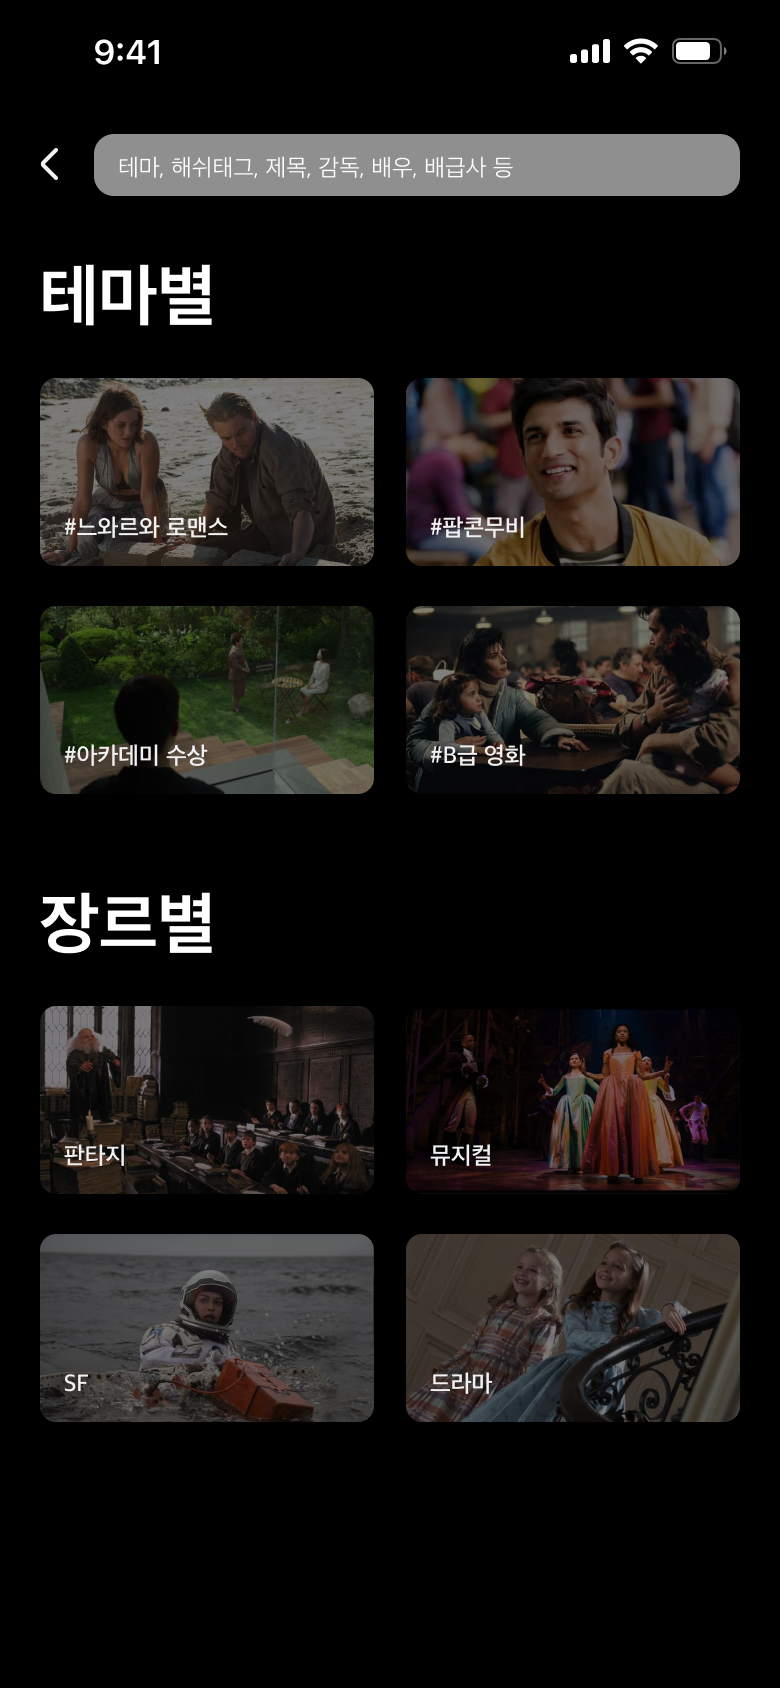 9:41
테마, 해쉬태그, 제목, 감독, 배우, 배급사 등
테마별
#느와르와 로맨스
#팝콘무비
#아카데미 수상
#B급 영화
장르별
판타지
뮤지컬
SF
드라마